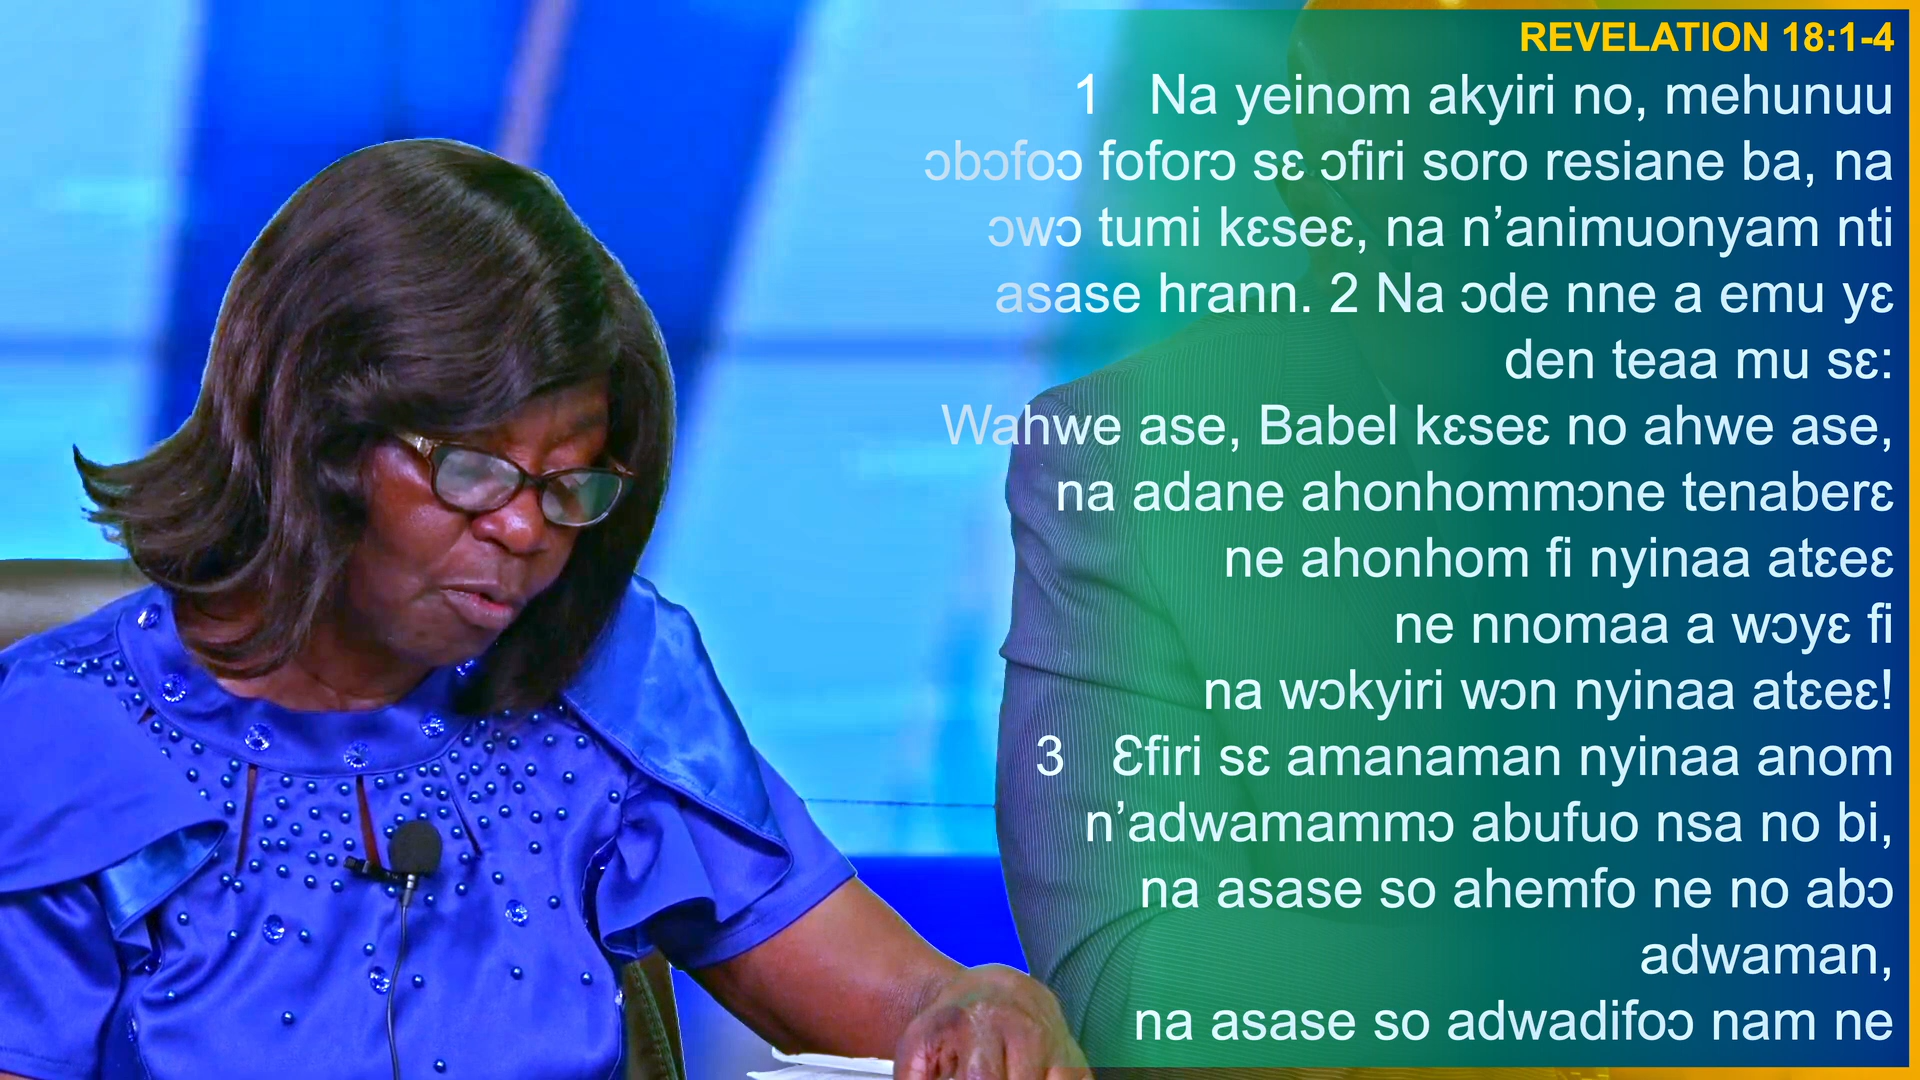 REVELATION 18:1-4
1 Na yeinom akyiri no, mehunuu
ɔbɔfoɔ foforɔ sɛ ɔfiri soro resiane ba, na
ɔwɔ tumi kɛseɛ, na n’animuonyam nti
asase hrann. 2 Na ɔde nne a emu yɛ
den teaa mu sɛ:
Wahwe ase, Babel kɛseɛ no ahwe ase,
na adane ahonhommɔne tenaberɛ
ne ahonhom fi nyinaa atɛeɛ
ne nnomaa a wɔyɛ fi
na wɔkyiri wɔn nyinaa atɛeɛ!
3 Ɛfiri sɛ amanaman nyinaa anom
n’adwamammɔ abufuo nsa no bi,
na asase so ahemfo ne no abɔ
adwaman,
na asase so adwadifoɔ nam ne